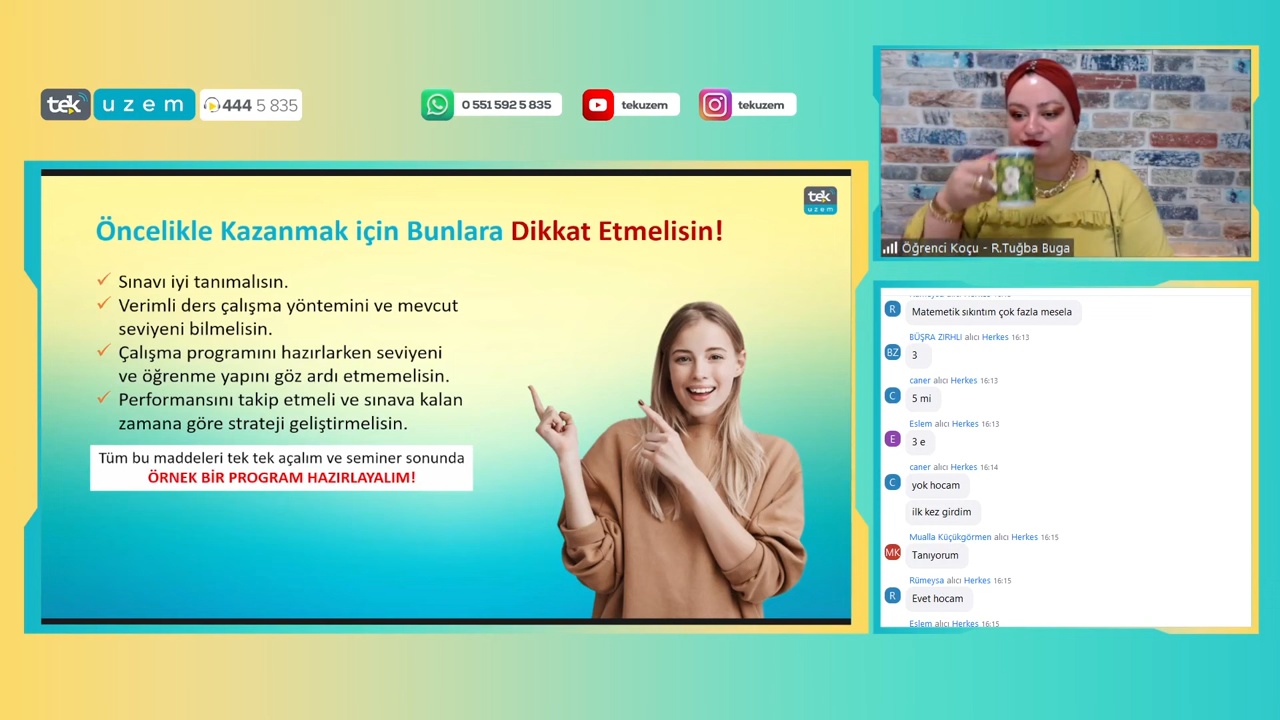 tek uzem 444 5 835
0 551 592 5 835
tekuzem
tekuzem
tek
uzem
Öncelikle Kazanmak için Bunlara Dikkat Etmelisin!
Sınavı iyi tanımalısın.
Verimli ders çalışma yöntemini ve mevcut
seviyeni bilmelisin.
Çalışma programını hazırlarken seviyeni
ve öğrenme yapını göz ardı etmemelisin.
Performansını takip etmeli ve sınava kalan
zamana göre strateji geliştirmelisin.
Tüm bu maddeleri tek tek açalım ve seminer sonunda
ÖRNEK BİR PROGRAM HAZIRLAYALIM!
Öğrenci Koçu - R.Tuğba Buga
R
Matemetik sıkıntım çok fazla mesela
BÜŞRA ZIRHLI alıcı Herkes 16:13
BZ
3
caner alıcı Herkes 16:13
C
5 mi
Eslem alıcı Herkes 16:13
E
3 e
caner alıcı Herkes 16:14
C
yok hocam
ilk kez girdim
Mualla Küçükgörmen alıcı Herkes 16:15
MK
Tanıyorum
Rümeysa alıcı Herkes 16:15
R
Evet hocam
Eslem alıcı Herkes 16:15